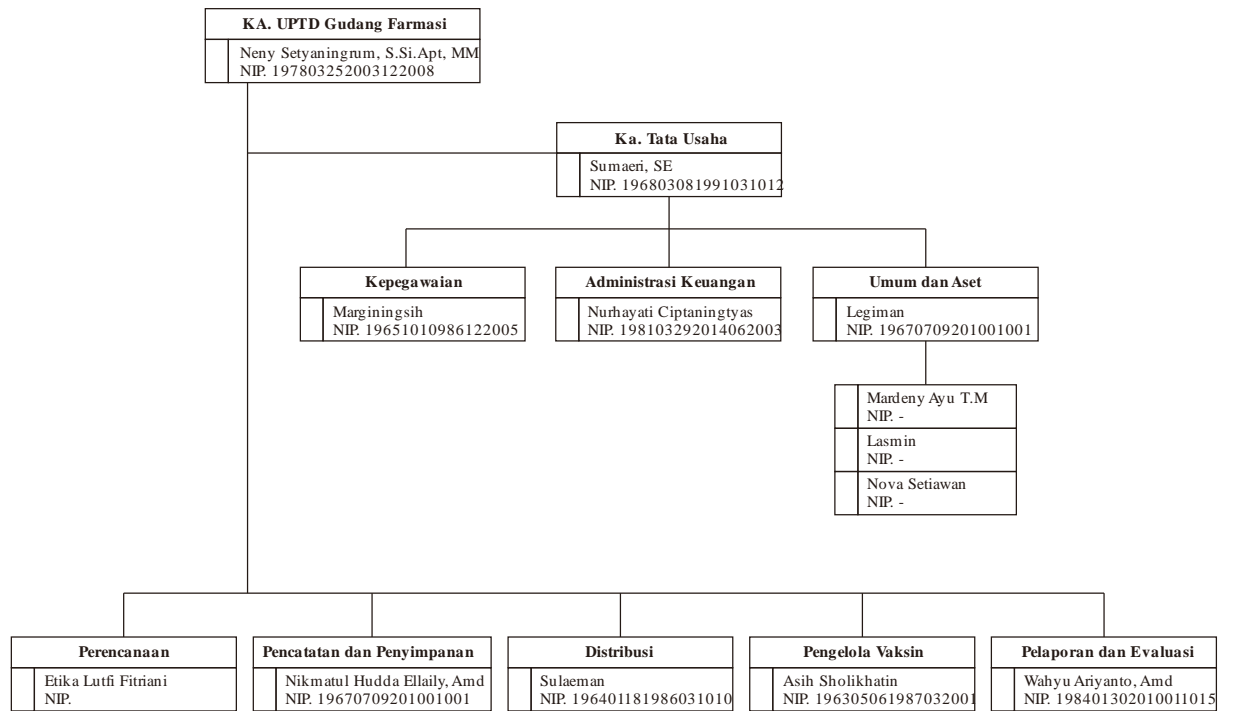 KA. UPTD Gudang Farmasi
Neny Setyaningrum, S.Si.Apt, MM
NIP. 197803252003122008
Ka. Tata Usaha
Sumaeri, SE
NIP. 196803081991031012
Kepegawaian
Marginingsih
NIP. 19651010986122005
Administrasi Keuangan
Nurhayati Ciptaningtyas
NIP. 198103292014062003
Umum dan Aset
Legiman
NIP. 19670709201001001
Mardeny Ayu T.M
NIP. -
Lasmin
NIP. -
Nova Setiawan
NIP. -
Perencanaan
Etika Lutfi Fitriani
NIP.
Pencatatan dan Penyimpanan
Nikmatul Hudda Ellaily, Amd
NIP. 19670709201001001
Distribusi
Sulaeman
NIP. 196401181986031010
Pengelola Vaksin
Asih Sholikhatin
NIP. 196305061987032001
Pelaporan dan Evaluasi
Wahyu Ariyanto, Amd
NIP. 198401302010011015